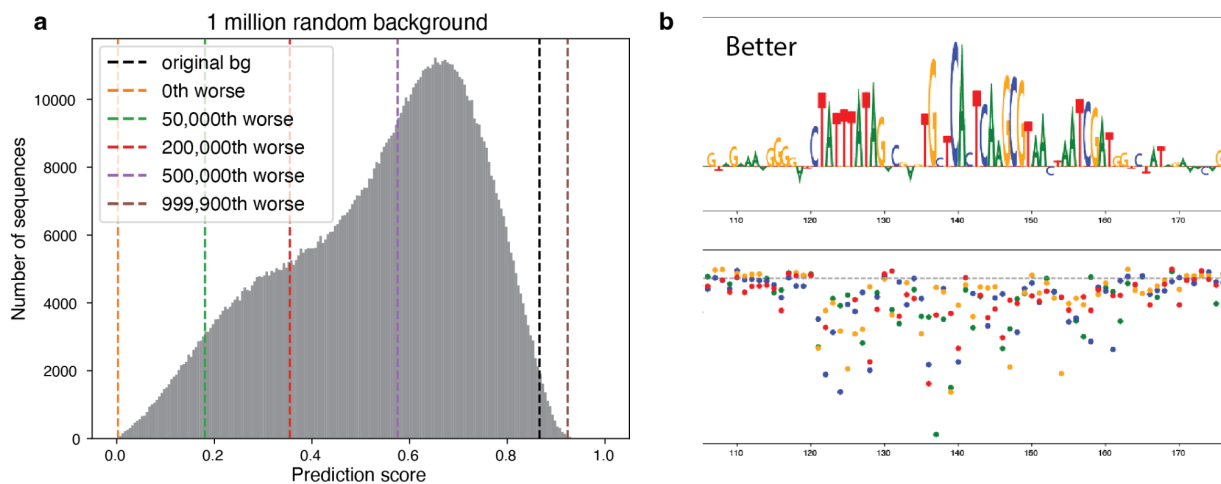 a
1 million random background
original bg
0th worse
50,000th worse
200,000th worse
500,000th worse
999,900th worse
Number of sequences
10000
8000
6000
4000
2000
0
0.0 0.2 0.4 0.6 0.8 1.0
Prediction score
b
Better
110 120 130 140 150 160 170
110 120 130 140 150 160 170